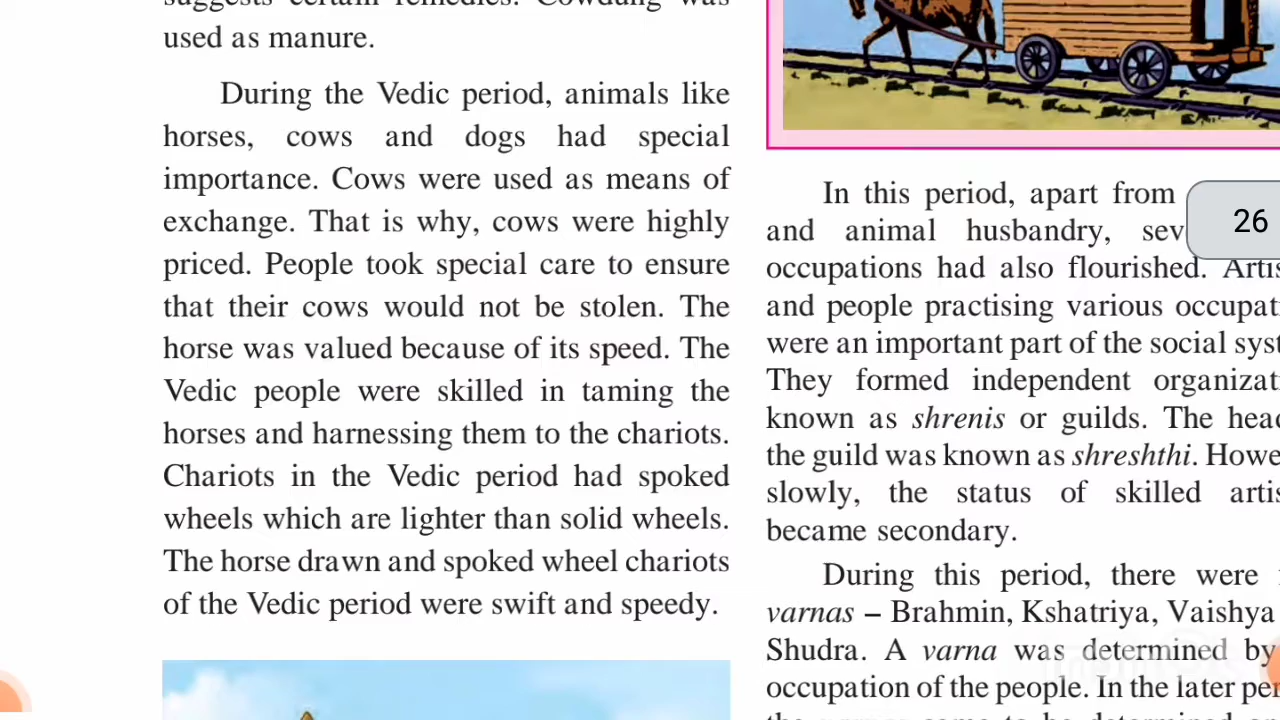 used as manure.
During the Vedic period, animals like
horses, cows and dogs had special
importance. Cows were used as means of
exchange. That is why, cows were highly
priced. People took special care to ensure
that their cows would not be stolen. The
horse was valued because of its speed. The
Vedic people were skilled in taming the
horses and harnessing them to the chariots.
Chariots in the Vedic period had spoked
wheels which are lighter than solid wheels.
The horse drawn and spoked wheel chariots
of the Vedic period were swift and speedy.
In this period, apart from
and animal husbandry,
occupations had also flourished.
and people practising various
were an important part of the social
They formed independent
known as shrenis or guilds. The
the guild was known as shreshthi.
slowly, the status of skilled
became secondary.
During this period, there were
varnas – Brahmin, Kshatriya, Vaishya
Shudra. A varna was determined by
occupation of the people. In the later
26